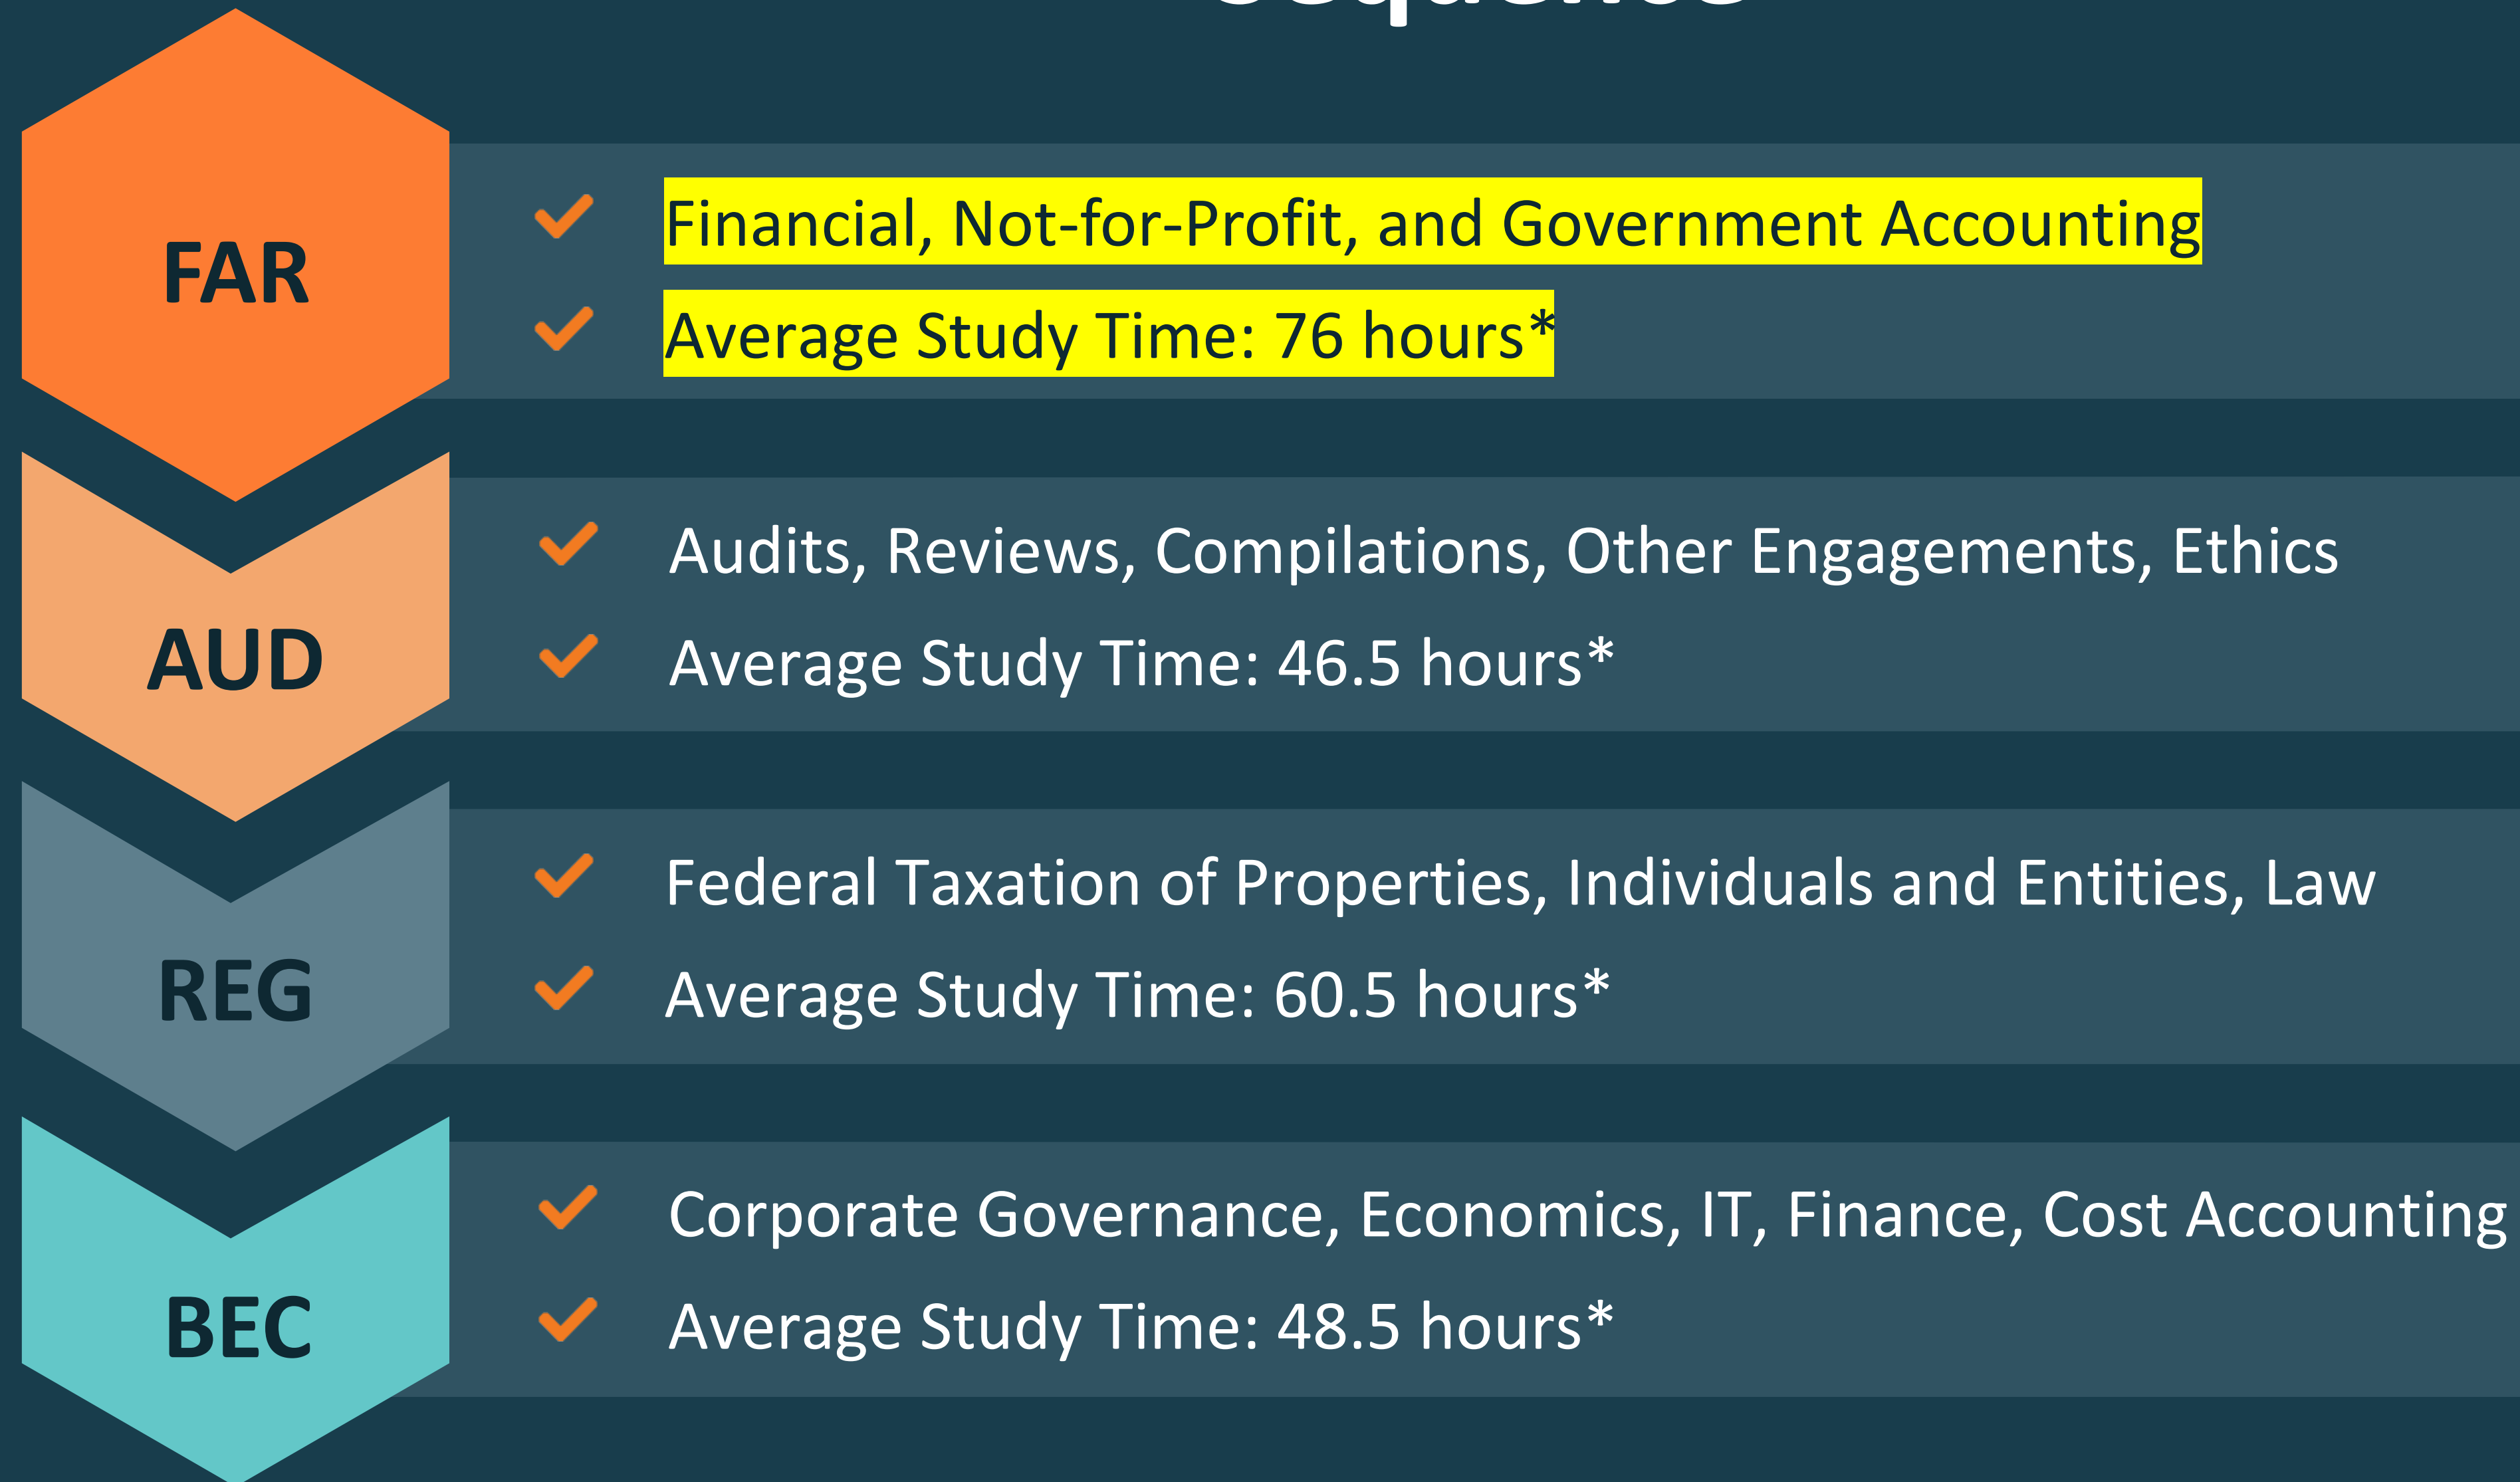 FAR
Financial, Not-for-Profit, and Government Accounting
Average Study Time: 76 hours*
AUD
Audits, Reviews, Compilations, Other Engagements, Ethics
Average Study Time: 46.5 hours*
REG
Federal Taxation of Properties, Individuals and Entities, Law
Average Study Time: 60.5 hours*
BEC
Corporate Governance, Economics, IT, Finance, Cost Accounting
Average Study Time: 48.5 hours*